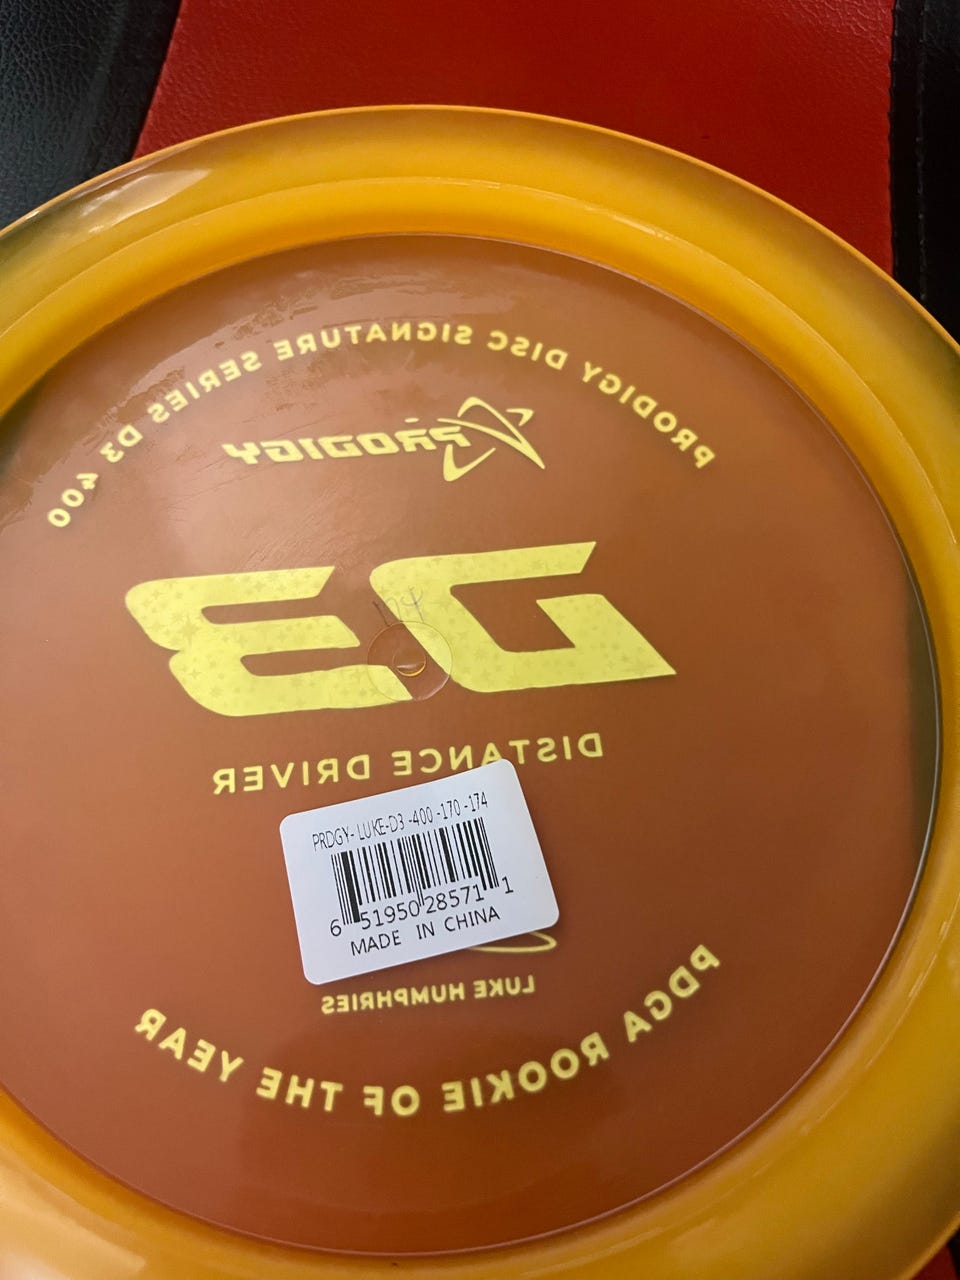 PRODIGY DISC SIGNATURE SERIES D3 400
PRODIGY
D3
174
DISTANCE DRIVER
PRDGY- LUKE-D3 -400 -170 -174
6 51950 28571 1
MADE IN CHINA
LUKE HUMPHRIES
PDGA ROOKIE OF THE YEAR